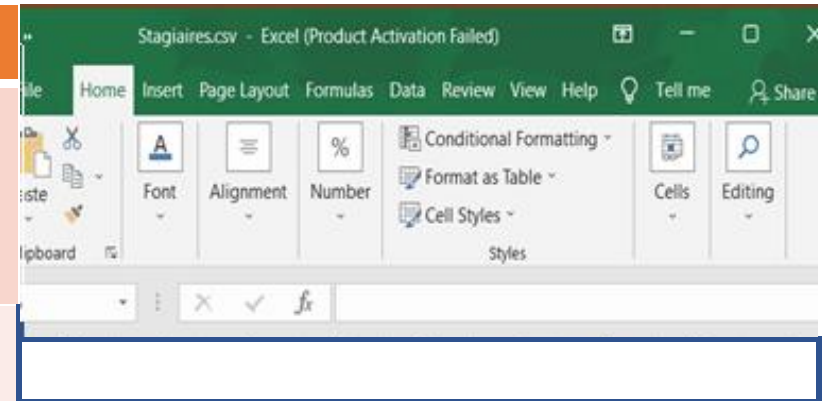 Stagiaires.csv - Excel (Product Activation Failed)
Home Insert Page Layout Formulas Data Review View Help Tell me Share
Font Alignment Number Conditional Formatting Cells Editing
Format as Table
Cell Styles
Styles
fx